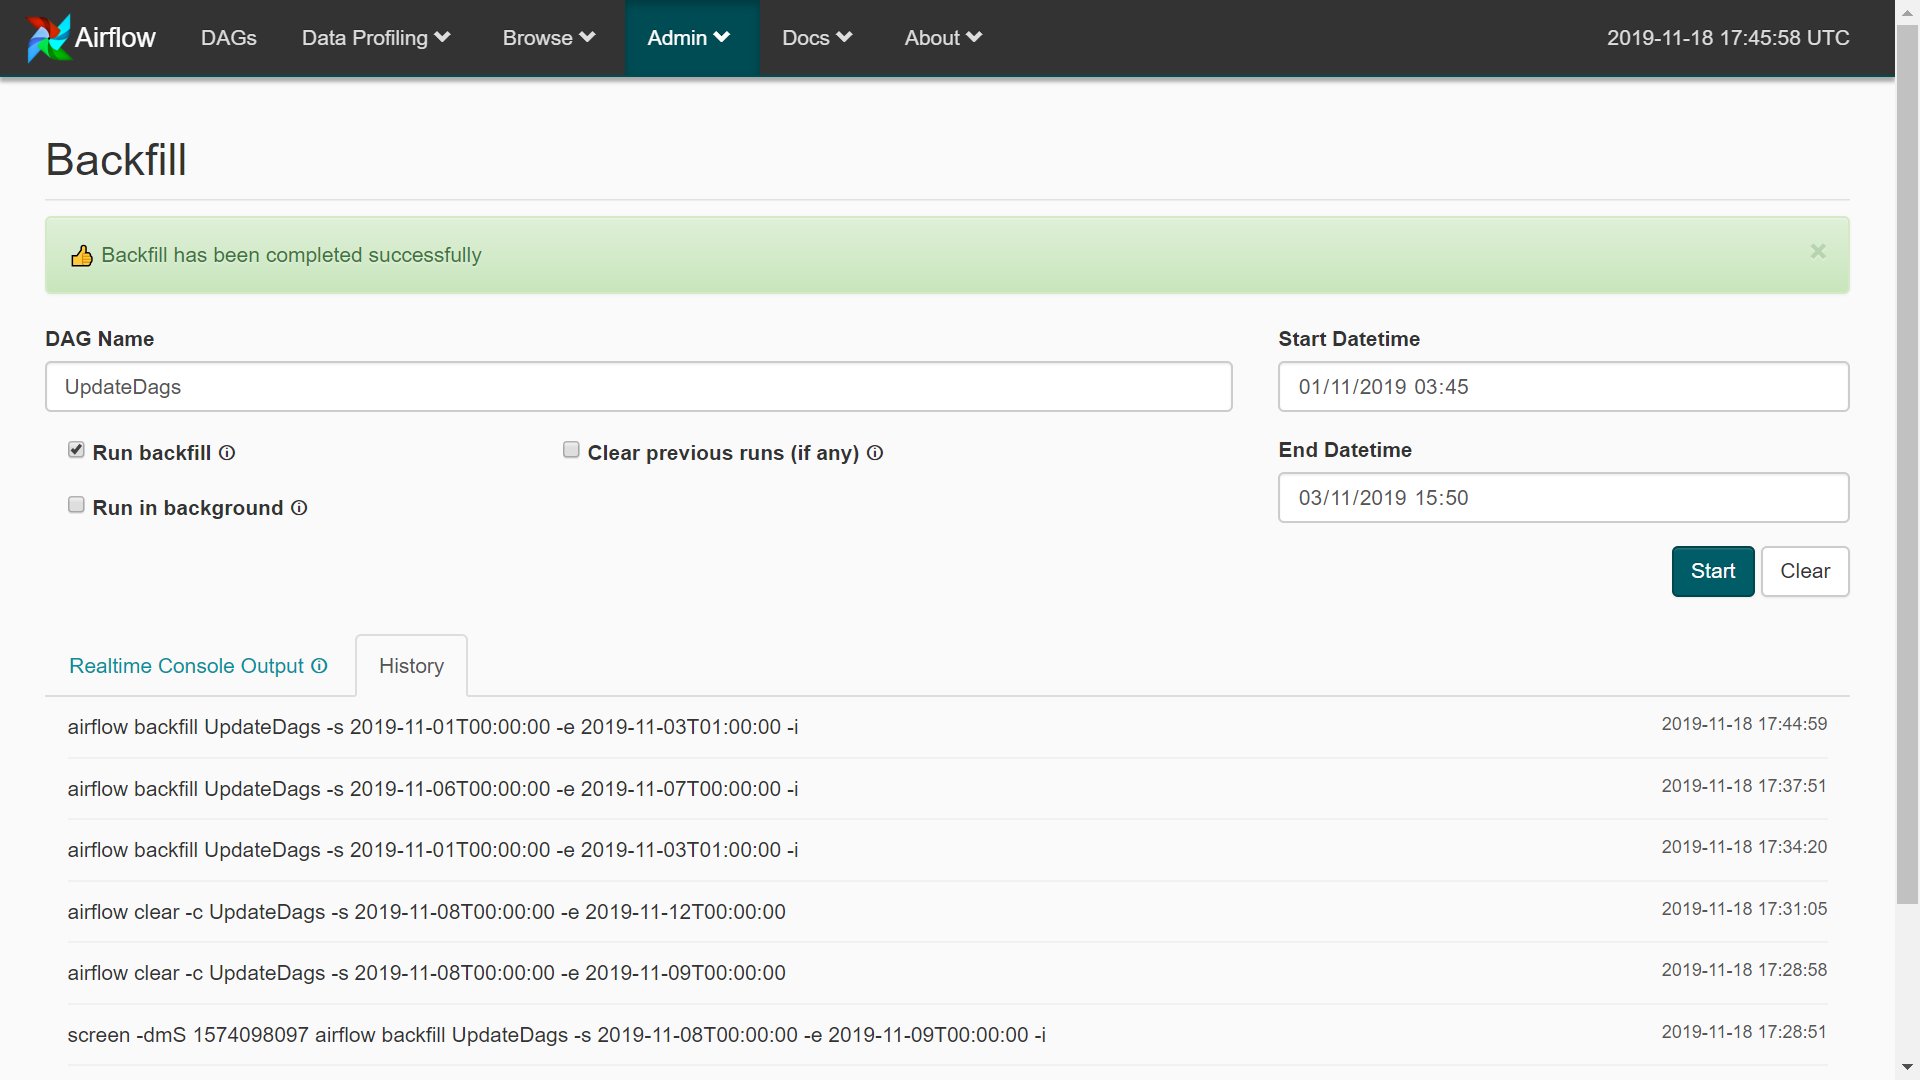 Airflow DAGs Data Profiling Browse Admin Docs About 2019-11-18 17:45:58 UTC
Backfill
Backfill has been completed successfully ×
DAG Name
UpdateDags
Start Datetime
01/11/2019 03:45
Run backfill
Clear previous runs (if any)
Run in background
End Datetime
03/11/2019 15:50
Start Clear
Realtime Console Output History
airflow backfill UpdateDags -s 2019-11-01T00:00:00 -e 2019-11-03T01:00:00 -i 2019-11-18 17:44:59
airflow backfill UpdateDags -s 2019-11-06T00:00:00 -e 2019-11-07T00:00:00 -i 2019-11-18 17:37:51
airflow backfill UpdateDags -s 2019-11-01T00:00:00 -e 2019-11-03T01:00:00 -i 2019-11-18 17:34:20
airflow clear -c UpdateDags -s 2019-11-08T00:00:00 -e 2019-11-12T00:00:00 2019-11-18 17:31:05
airflow clear -c UpdateDags -s 2019-11-08T00:00:00 -e 2019-11-09T00:00:00 2019-11-18 17:28:58
screen -dmS 1574098097 airflow backfill UpdateDags -s 2019-11-08T00:00:00 -e 2019-11-09T00:00:00 -i 2019-11-18 17:28:51